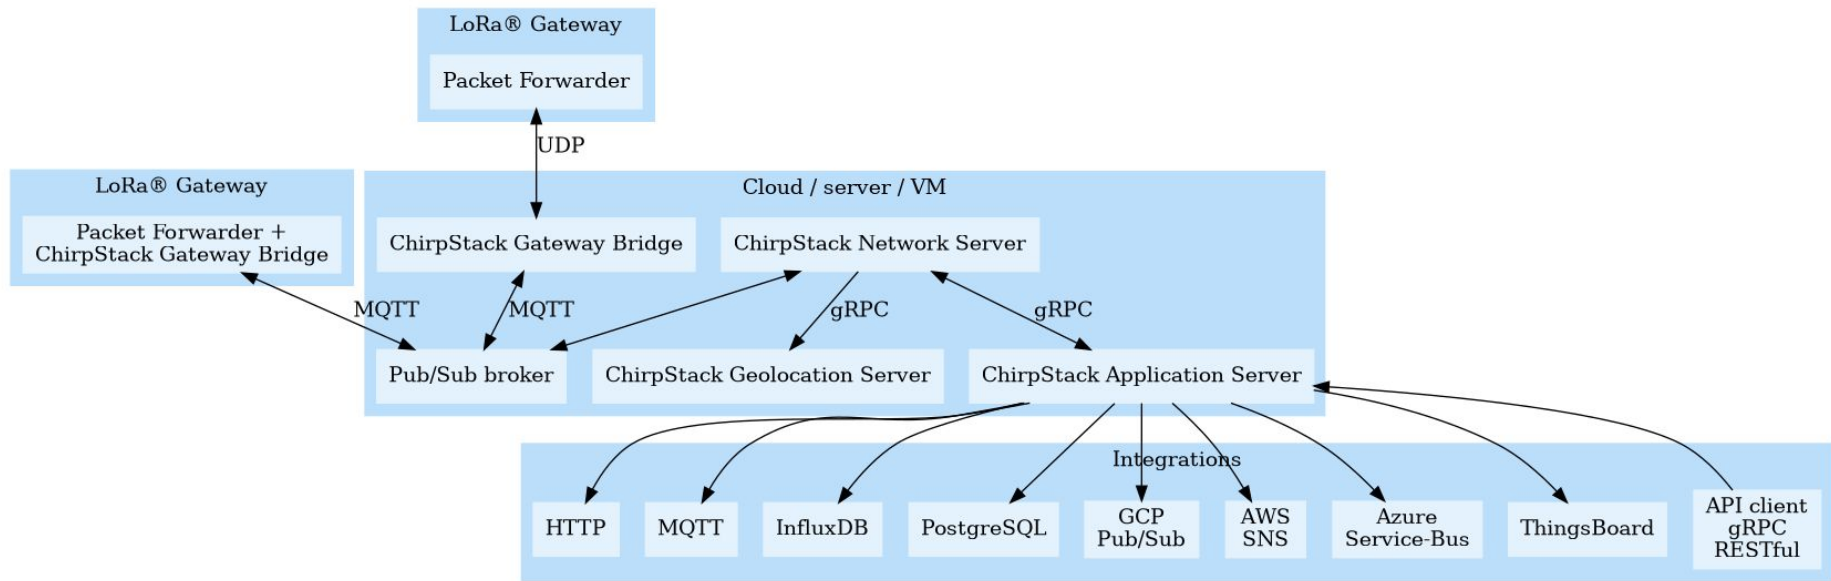 LoRa® Gateway
Packet Forwarder
UDP
LoRa® Gateway
Packet Forwarder +
ChirpStack Gateway Bridge
Cloud / server / VM
ChirpStack Gateway Bridge
ChirpStack Network Server
MQTT
MQTT
gRPC
gRPC
Pub/Sub broker
ChirpStack Geolocation Server
ChirpStack Application Server
Integrations
HTTP
MQTT
InfluxDB
PostgreSQL
GCP
Pub/Sub
AWS
SNS
Azure
Service-Bus
ThingsBoard
API client
gRPC
RESTful